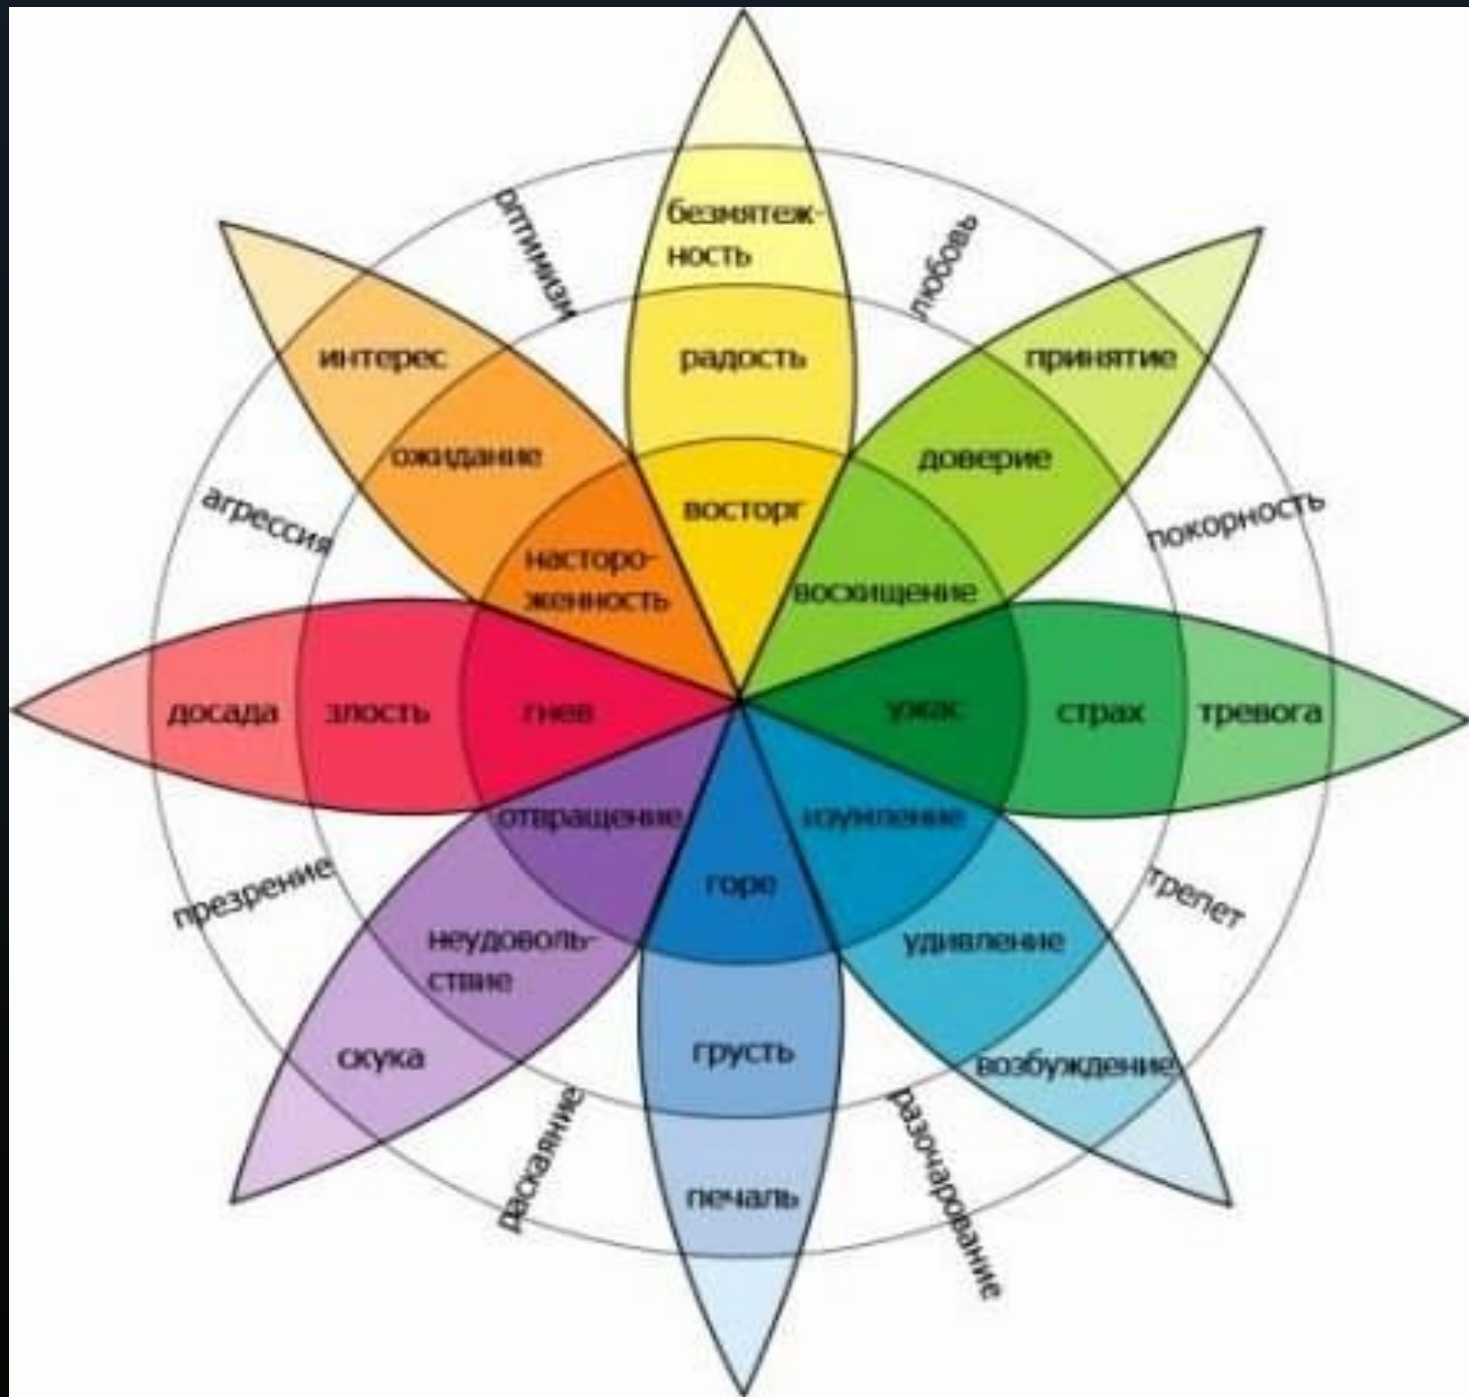 безмятеж-
ность
оптимизм
любовь
интерес
радость
принятие
ожидание
доверие
восторг
агрессия
покорность
насторо-
женность
восхищение
досада
злость
гнев
ужас
страх
тревога
отвращение
изумление
горе
презрение
трепет
неудоволь-
ствие
удивление
скука
грусть
возбуждение
раскаяние
разочарование
печаль